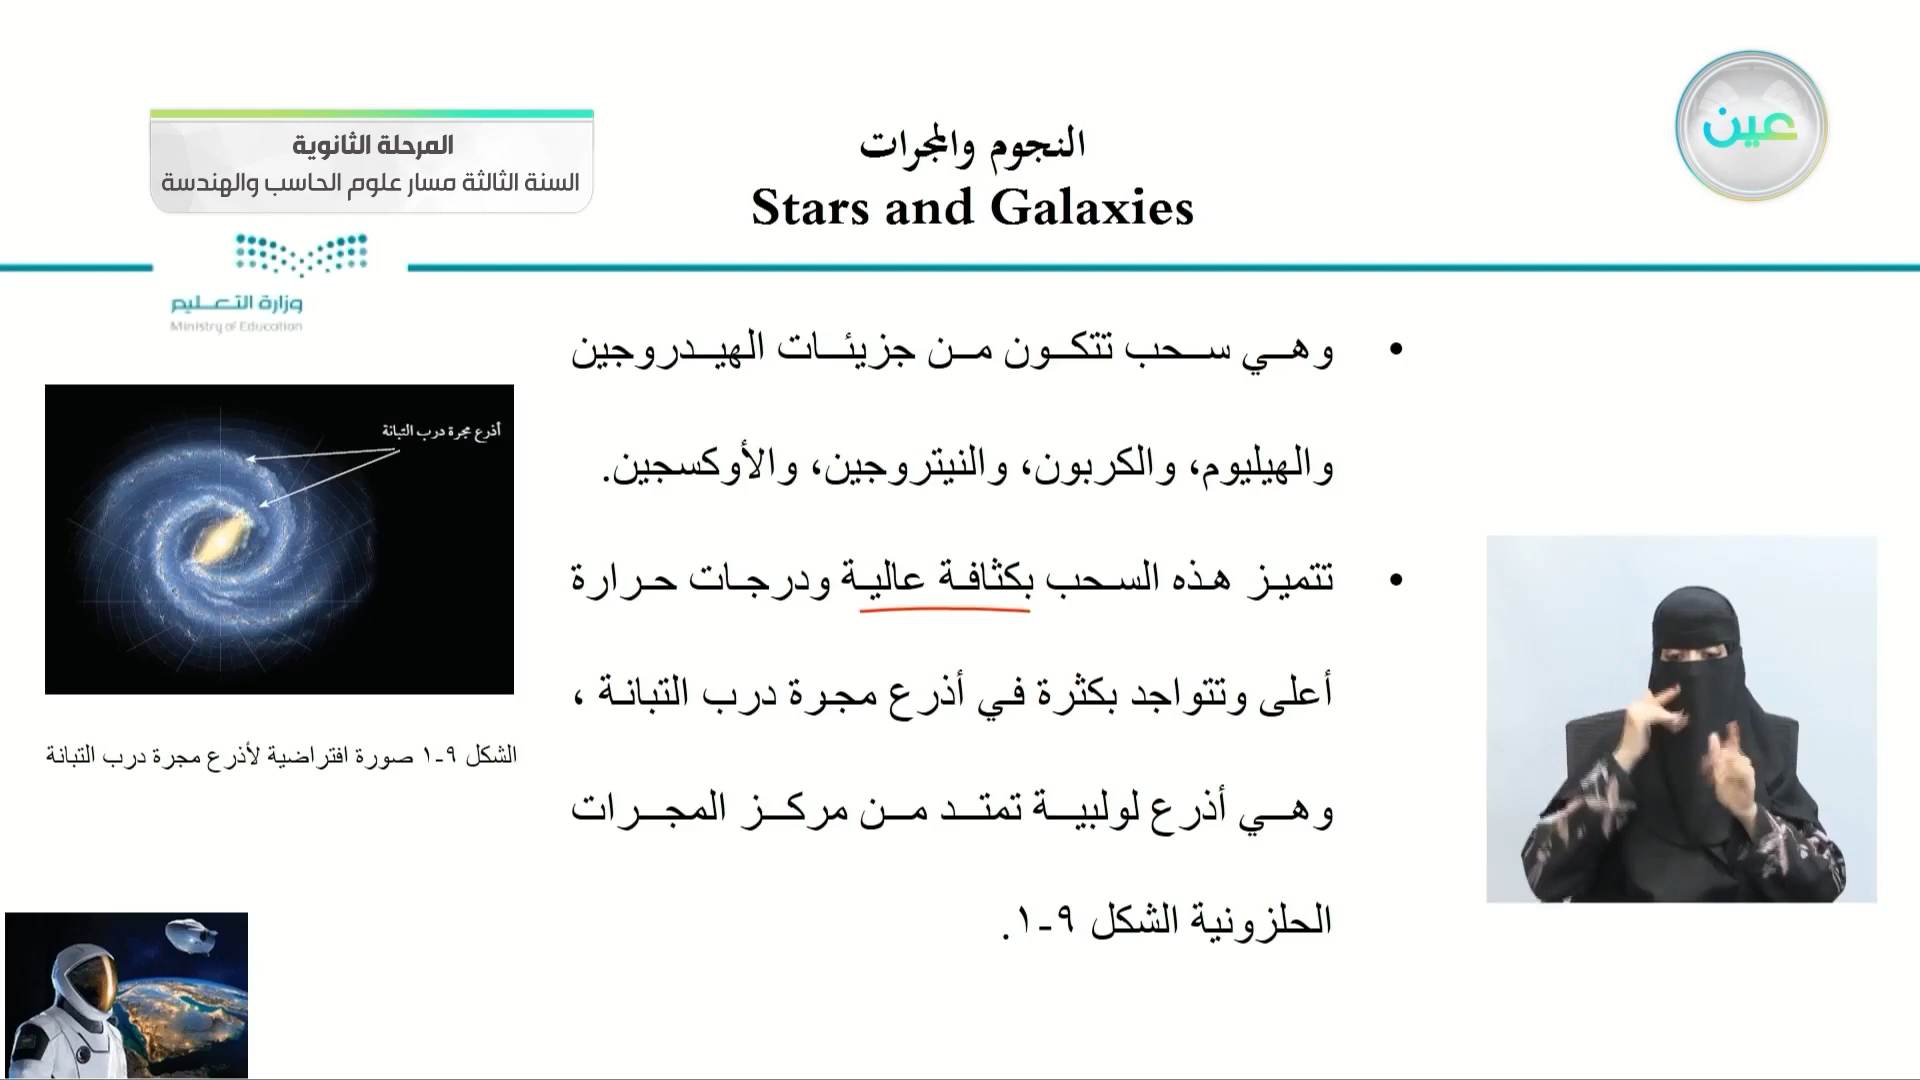 عين
المرحلة الثانوية
السنة الثالثة مسار علوم الحاسب والهندسة
النجوم والمجرات
Stars and Galaxies
وزارة التعليم
Ministry of Education
• وهي سحب تتكون من جزيئات الهيدروجين
والهيليوم، والكربون، والنيتروجين، والأوكسجين.
• تتميز هذه السحب بكثافة عالية ودرجات حرارة
أعلى وتتواجد بكثرة في أذرع مجرة درب التبانة ،
وهي أذرع لولبية تمتد من مركز المجرات
الحلزونية الشكل ٩-١.
أذرع مجرة درب التبانة
الشكل ٩-١ صورة افتراضية لأذرع مجرة درب التبانة